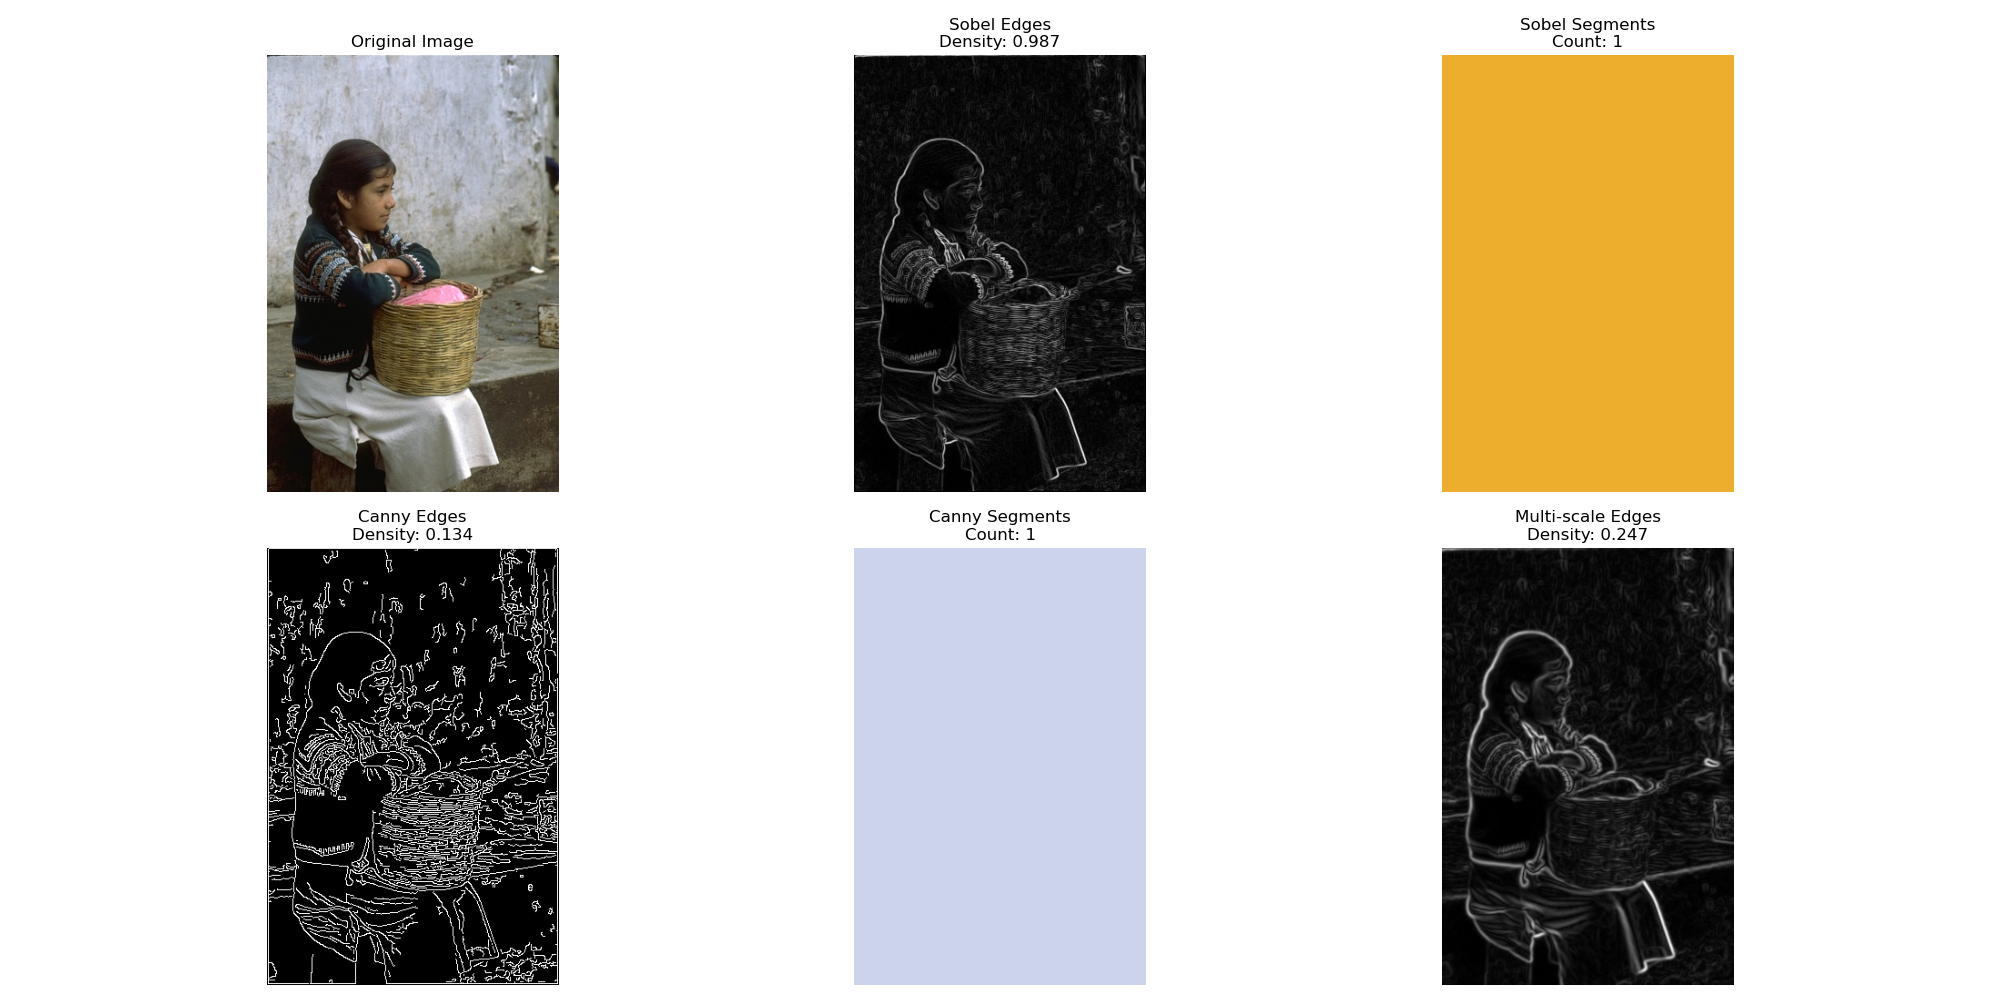 Original Image
Sobel Edges
Density: 0.987
Sobel Segments
Count: 1
Canny Edges
Density: 0.134
Canny Segments
Count: 1
Multi-scale Edges
Density: 0.247